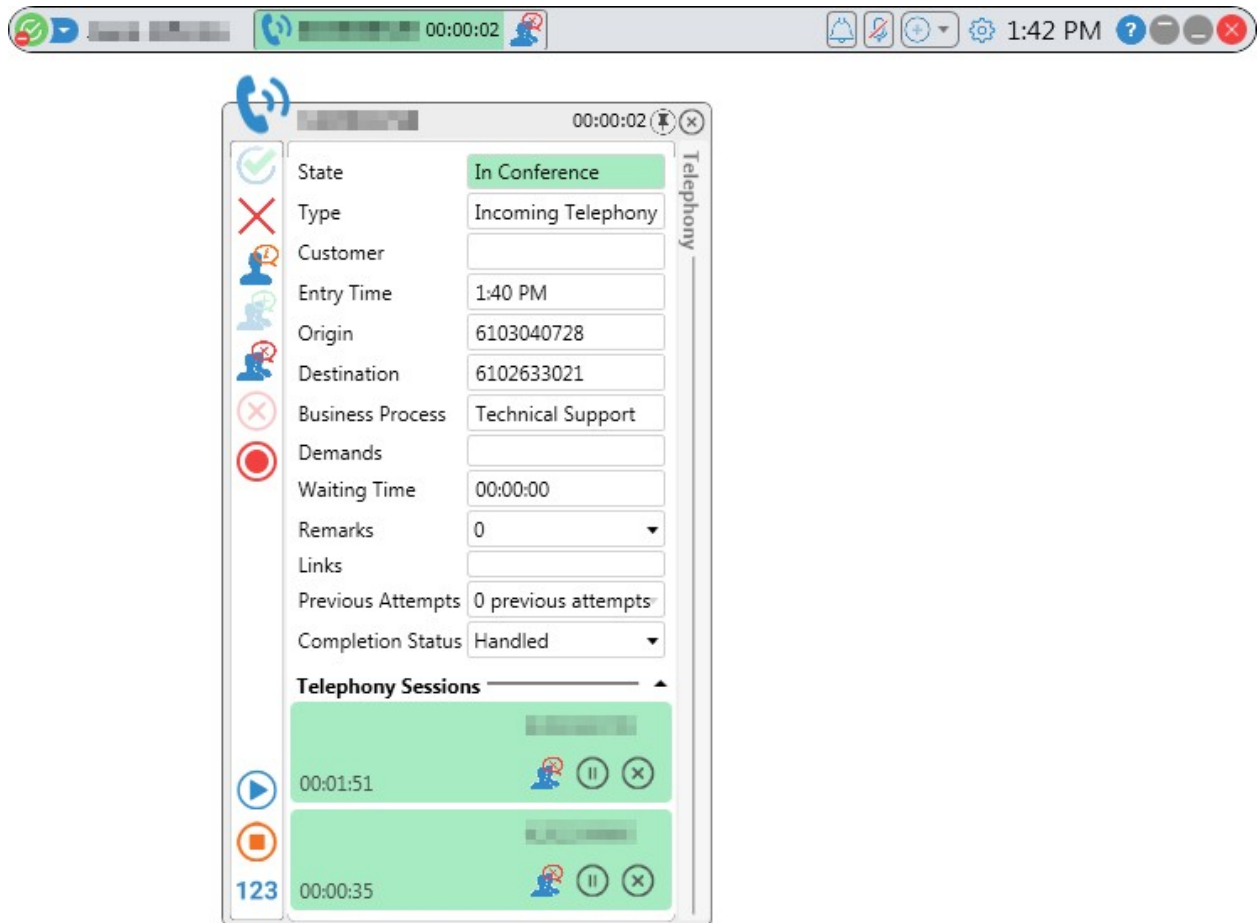 00:00:02
1:42 PM
?
00:00:02
Telephony
State In Conference
Type Incoming Telephony
Customer
Entry Time 1:40 PM
Origin 6103040728
Destination 6102633021
Business Process Technical Support
Demands
Waiting Time 00:00:00
Remarks 0
Links
Previous Attempts 0 previous attempts
Completion Status Handled
Telephony Sessions
00:01:51
00:00:35
123